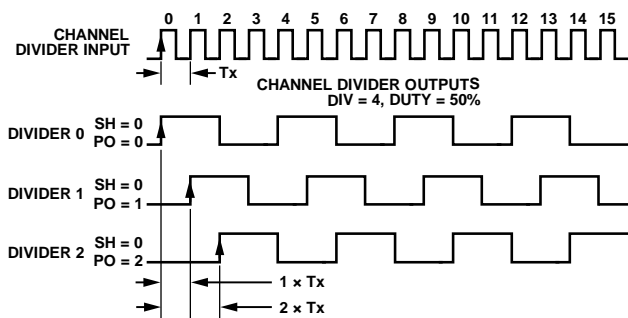 0 1 2 3 4 5 6 7 8 9 10 11 12 13 14 15
CHANNEL
DIVIDER INPUT
Tx
CHANNEL DIVIDER OUTPUTS
DIV = 4, DUTY = 50%
DIVIDER 0
SH = 0
PO = 0
DIVIDER 1
SH = 0
PO = 1
DIVIDER 2
SH = 0
PO = 2
1 × Tx
2 × Tx